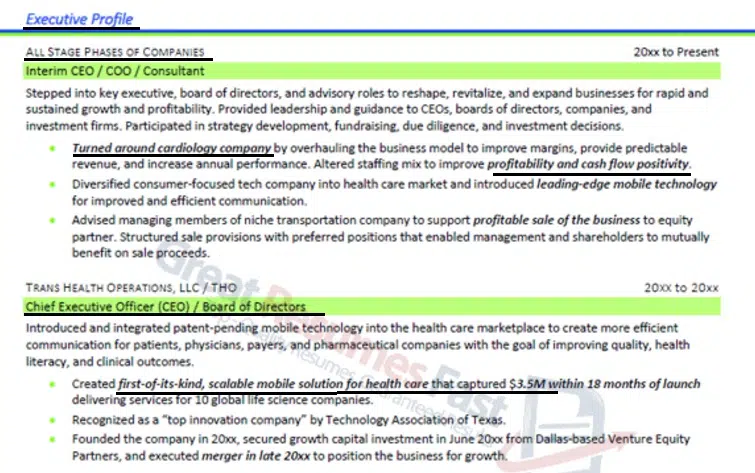 Executive Profile
ALL STAGE PHASES OF COMPANIES 20xx to Present
Interim CEO / COO / Consultant
Stepped into key executive, board of directors, and advisory roles to reshape, revitalize, and expand businesses for rapid and
sustained growth and profitability. Provided leadership and guidance to CEOs, boards of directors, companies, and
investment firms. Participated in strategy development, fundraising, due diligence, and investment decisions.
• Turned around cardiology company by overhauling the business model to improve margins, provide predictable
revenue, and increase annual performance. Altered staffing mix to improve profitability and cash flow positivity.
• Diversified consumer-focused tech company into health care market and introduced leading-edge mobile technology
for improved and efficient communication.
• Advised managing members of niche transportation company to support profitable sale of the business to equity
partner. Structured sale provisions with preferred positions that enabled management and shareholders to mutually
benefit on sale proceeds.
TRANS HEALTH OPERATIONS, LLC / THO 20xx to 20xx
Chief Executive Officer (CEO) / Board of Directors
Introduced and integrated patent-pending mobile technology into the health care marketplace to create more efficient
communication for patients, physicians, payers, and pharmaceutical companies with the goal of improving quality, health
literacy, and clinical outcomes.
• Created first-of-its-kind, scalable mobile solution for health care that captured $3.5M within 18 months of launch
delivering services for 10 global life science companies.
• Recognized as a “top innovation company” by Technology Association of Texas.
• Founded the company in 20xx, secured growth capital investment in June 20xx from Dallas-based Venture Equity
Partners, and executed merger in late 20xx to position the business for growth.
Great Resumes Fast